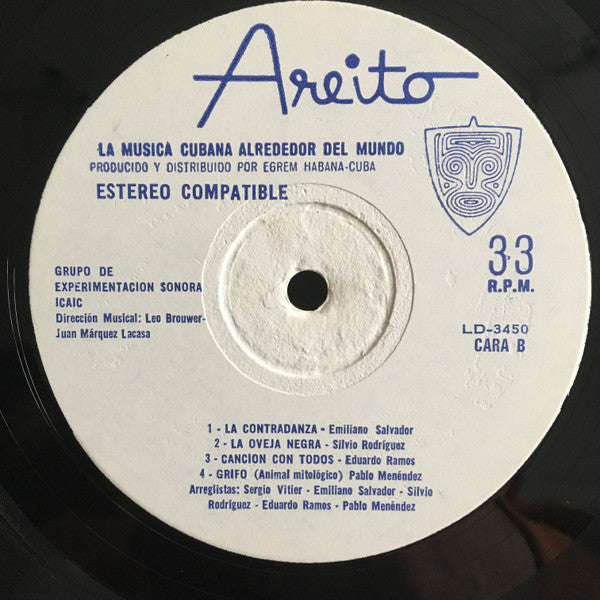 Areito
LA MUSICA CUBANA ALREDEDOR DEL MUNDO
PRODUCIDO Y DISTRIBUIDO POR EGREM HABANA-CUBA
ESTEREO COMPATIBLE
33
R.P.M.
GRUPO DE
EXPERIMENTACION SONORA
ICAIC
Dirección Musical: Leo Brouwer-
Juan Márquez Lacasa
LD-3450
CARA B
1 - LA CONTRADANZA - Emiliano Salvador
2 - LA OVEJA NEGRA - Silvio Rodríguez
3 - CANCION CON TODOS - Eduardo Ramos
4 - GRIFO (Animal mitológico) Pablo Menéndez
Arreglistas: Sergio Vitier - Emiliano Salvador - Silvio
Rodríguez - Eduardo Ramos - Pablo Menéndez